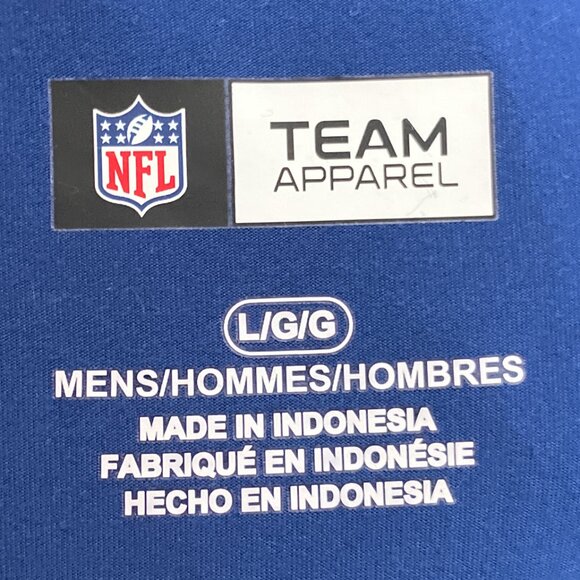 NFL
TEAM
APPAREL
L/G/G
MENS/HOMMES/HOMBRES
MADE IN INDONESIA
FABRIQUÉ EN INDONÉSIE
HECHO EN INDONESIA